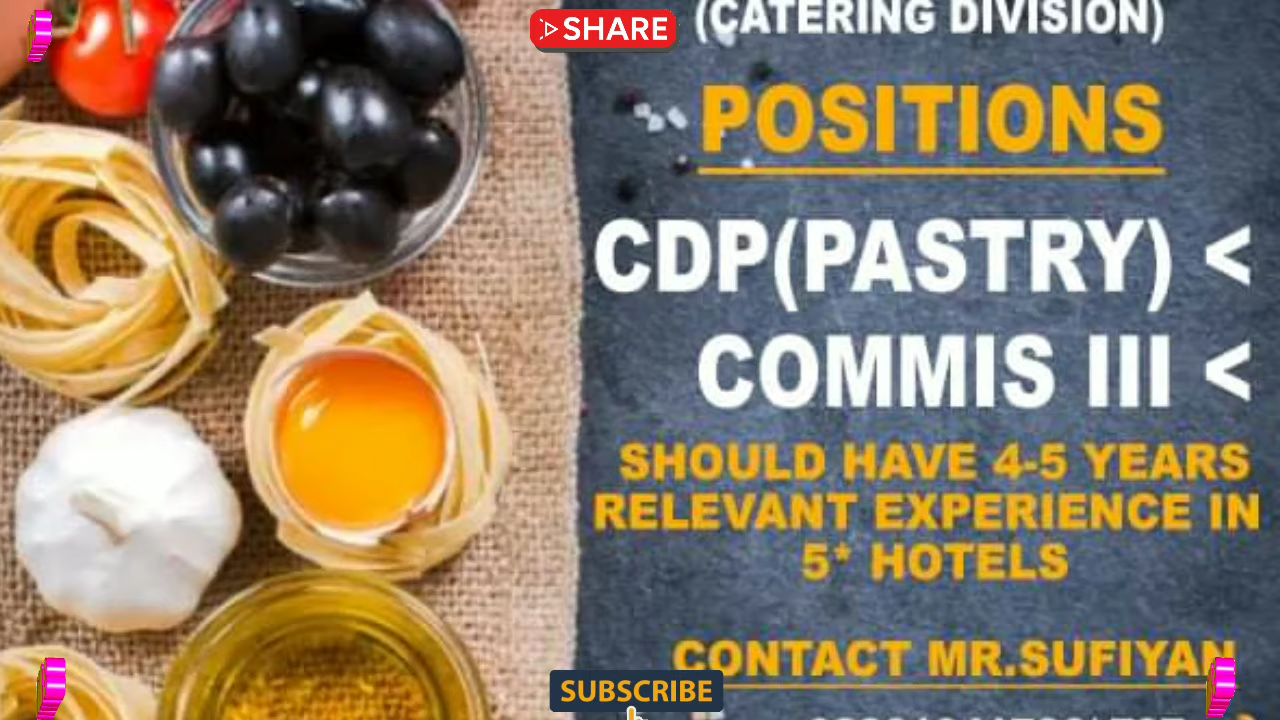 SHARE
(CATERING DIVISION)
POSITIONS
CDP(PASTRY) <
COMMIS III <
SHOULD HAVE 4-5 YEARS
RELEVANT EXPERIENCE IN
5* HOTELS
CONTACT MR.SUFIYAN
SUBSCRIBE